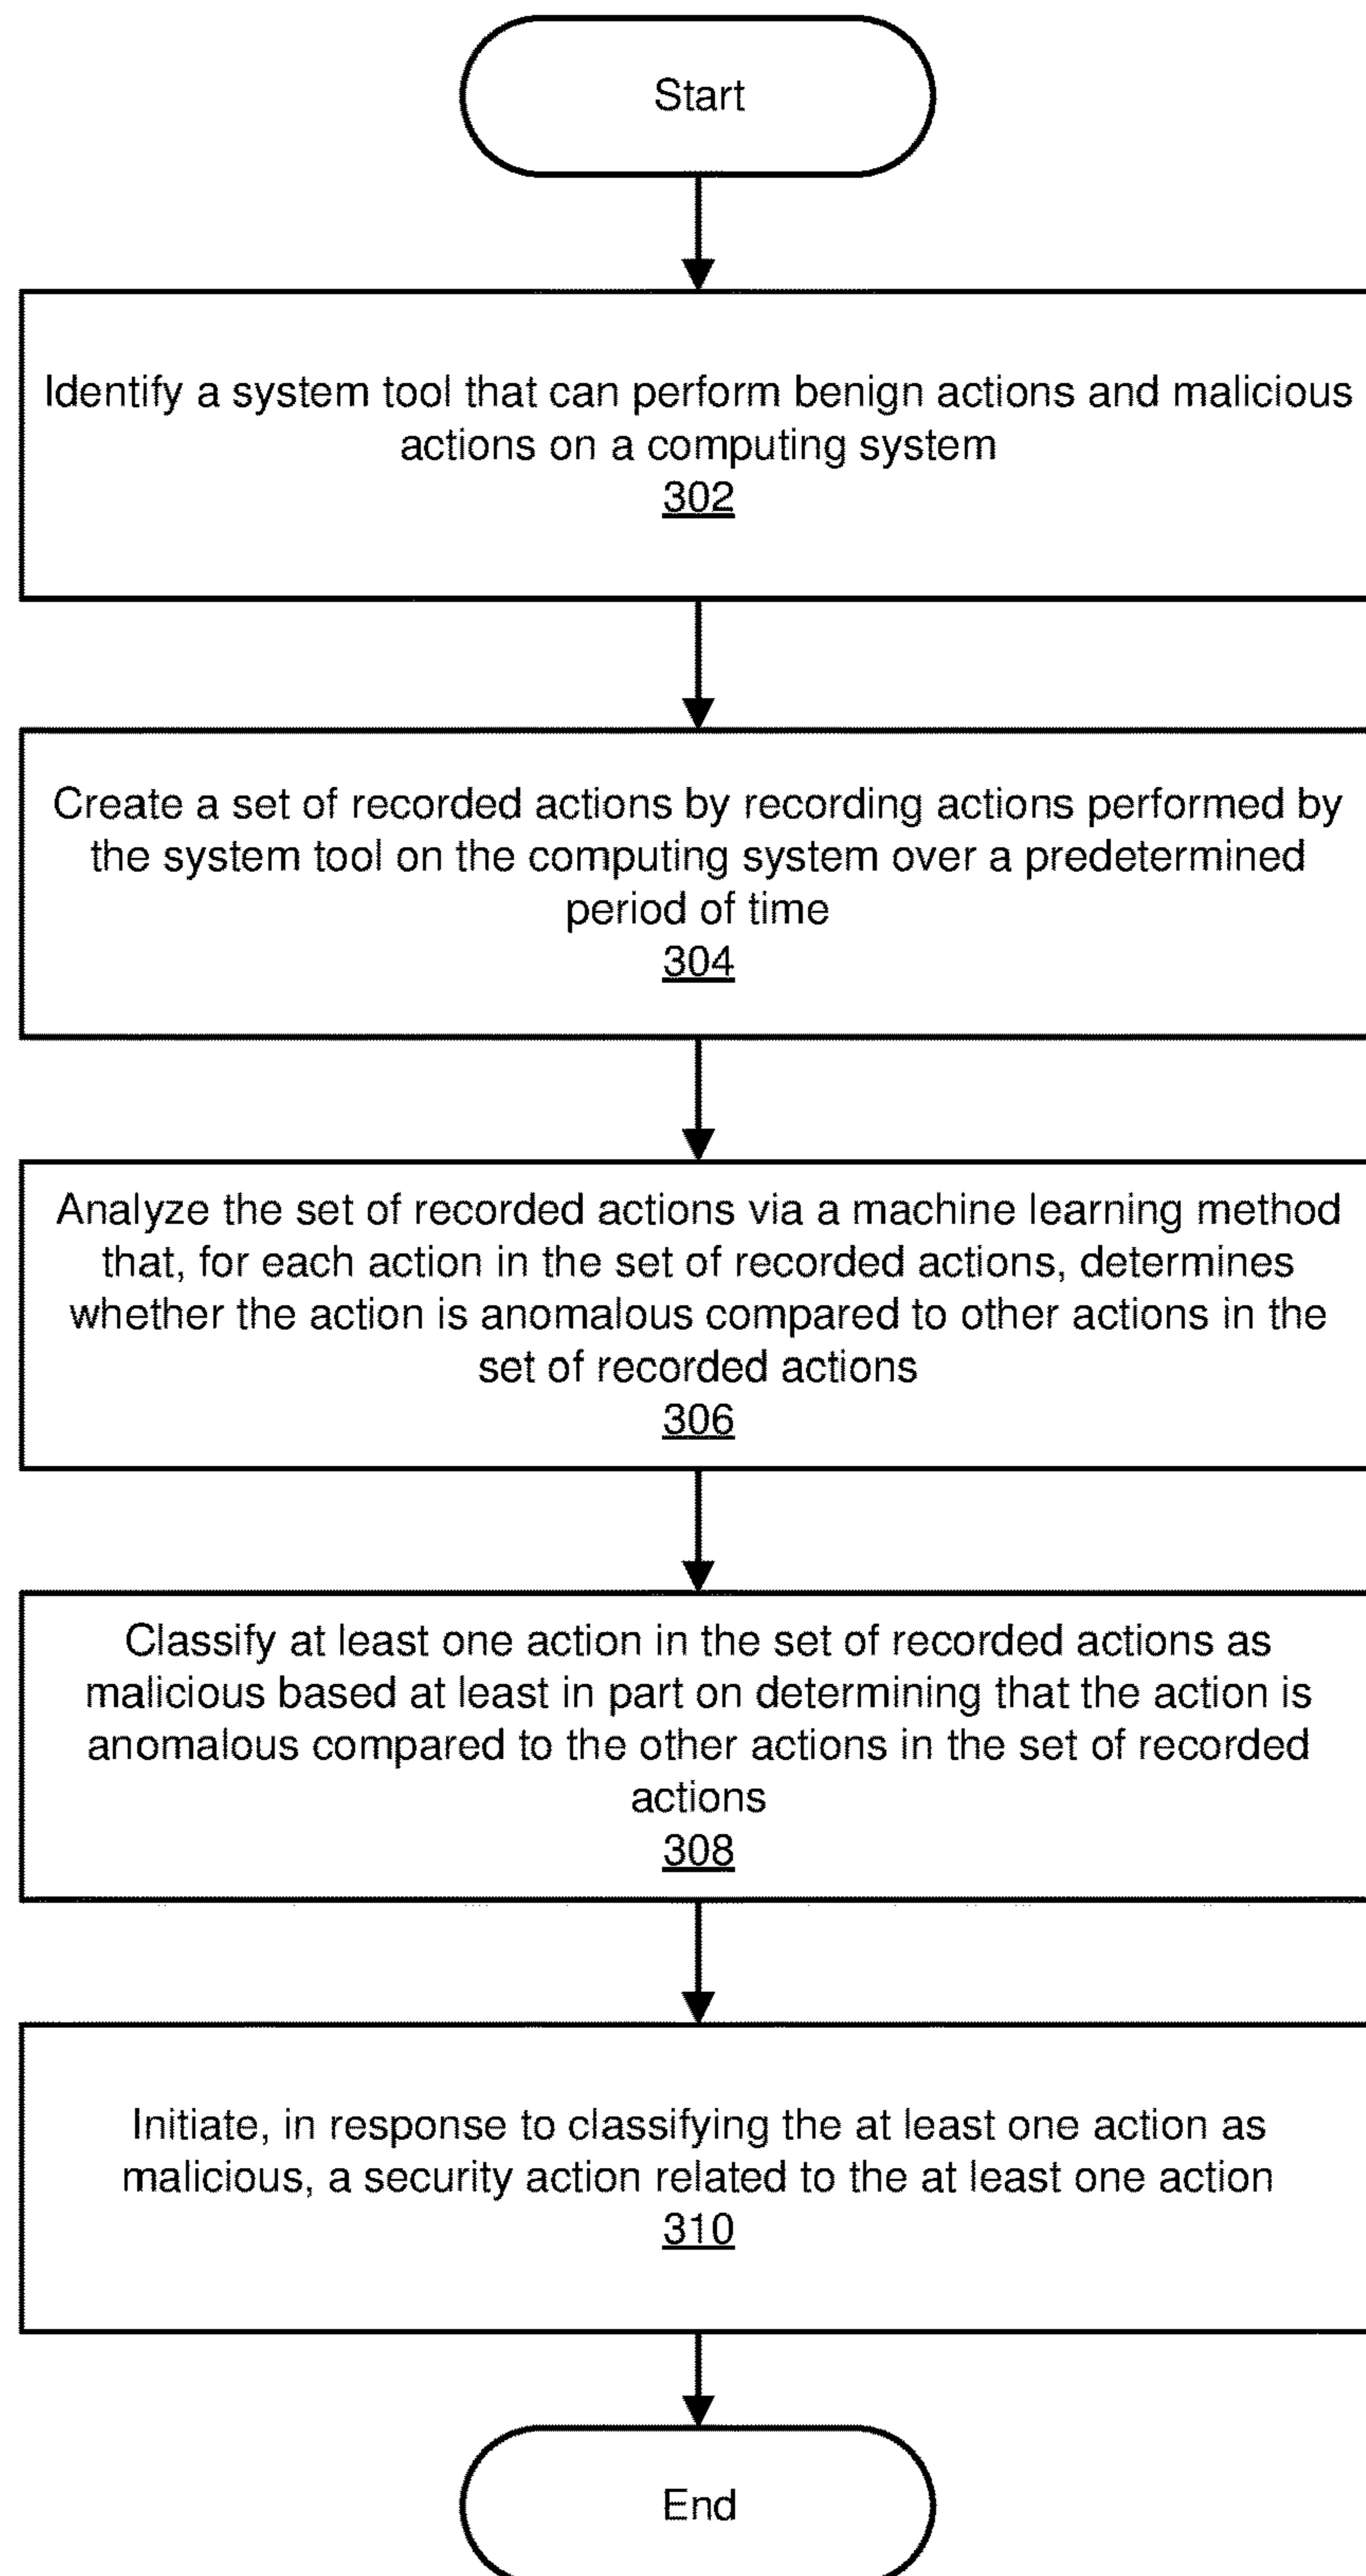 Start
Identify a system tool that can perform benign actions and malicious
actions on a computing system
302
Create a set of recorded actions by recording actions performed by
the system tool on the computing system over a predetermined
period of time
304
Analyze the set of recorded actions via a machine learning method
that, for each action in the set of recorded actions, determines
whether the action is anomalous compared to other actions in the
set of recorded actions
306
Classify at least one action in the set of recorded actions as
malicious based at least in part on determining that the action is
anomalous compared to the other actions in the set of recorded
actions
308
Initiate, in response to classifying the at least one action as
malicious, a security action related to the at least one action
310
End